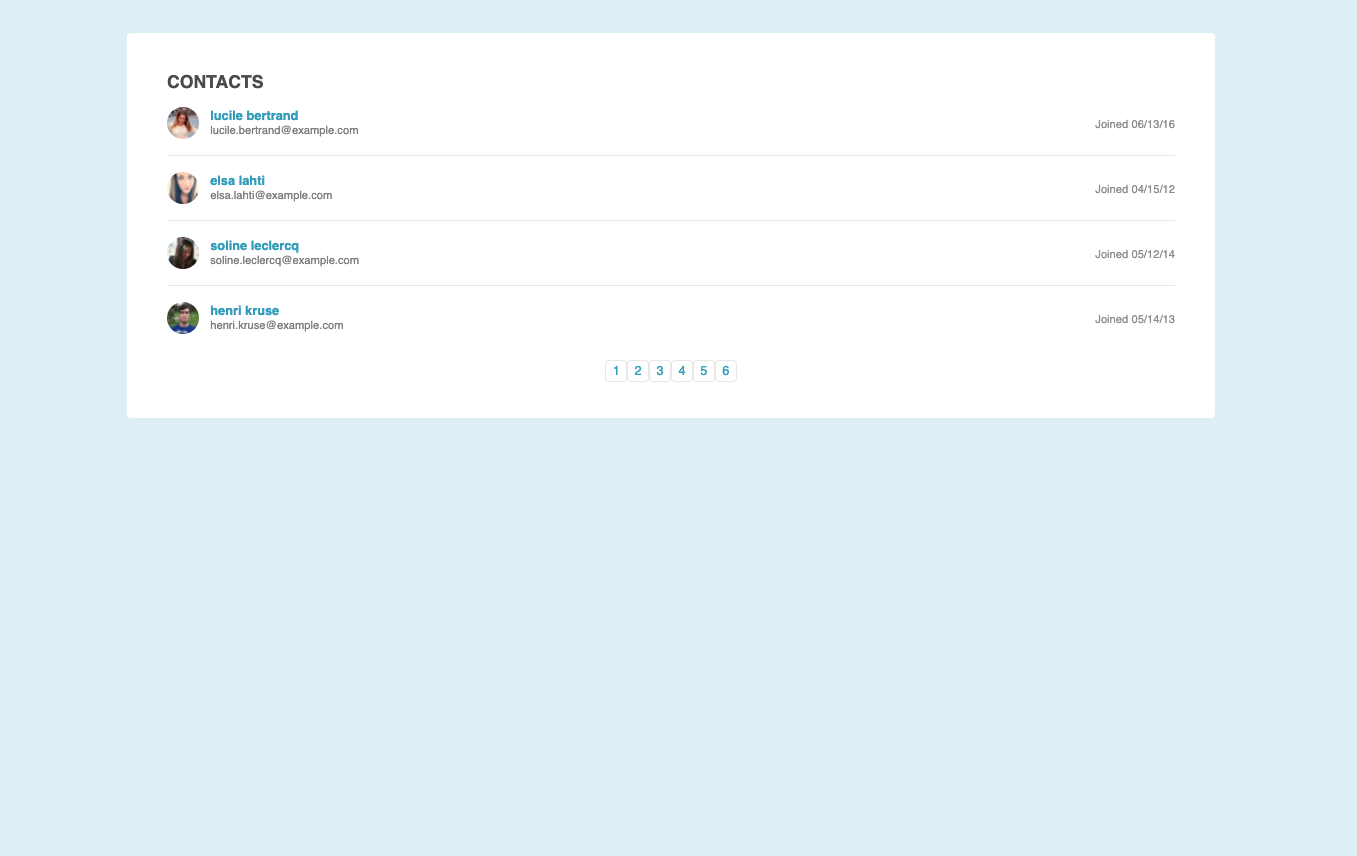 CONTACTS
lucile bertrand
lucile.bertrand@example.com
Joined 06/13/16
elsa lahti
elsa.lahti@example.com
Joined 04/15/12
soline leclercq
soline.leclercq@example.com
Joined 05/12/14
henri kruse
henri.kruse@example.com
Joined 05/14/13
1 2 3 4 5 6